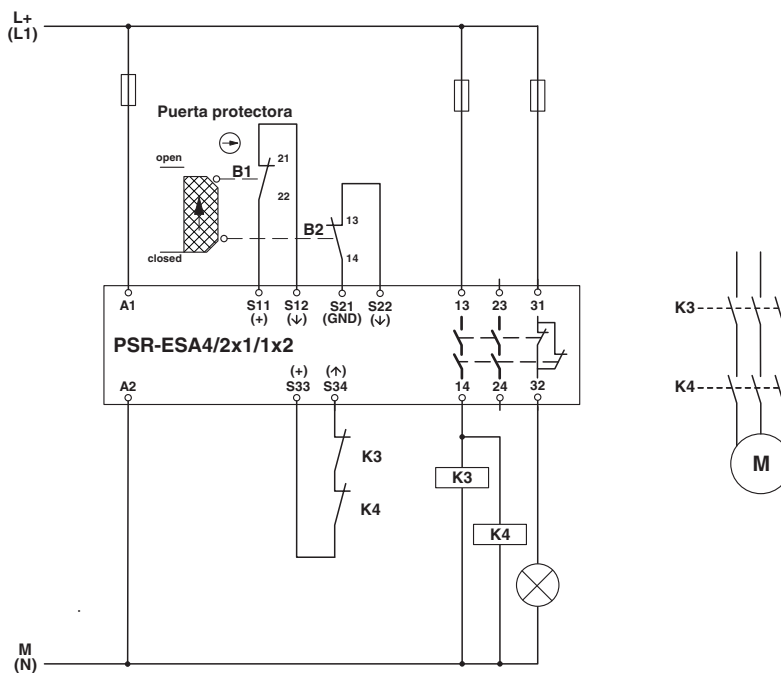 L+
(L1)
Puerta protectora
open
B1
21
22
B2
13
14
closed
A1
S11
(+)
S12
(↓)
S21
(GND)
S22
(↓)
13
23
31
PSR-ESA4/2x1/1x2
A2
(+)
S33
(↑)
S34
14
24
32
K3
K4
K3
K4
M
(N)
K3
K4
M